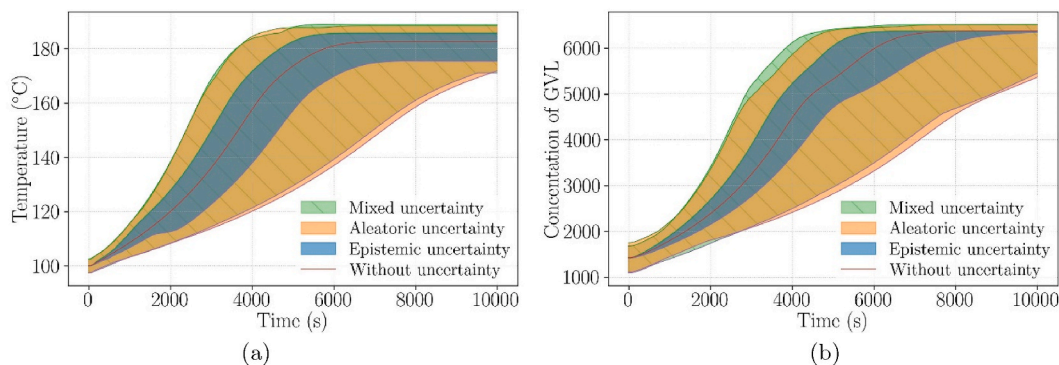 180
160
140
120
100
Temperature (°C)
Mixed uncertainty
Aleatoric uncertainty
Epistemic uncertainty
Without uncertainty
0 2000 4000 6000 8000 10000
Time (s)
(a)
6000
5000
4000
3000
2000
1000
Concentation of GVL
Mixed uncertainty
Aleatoric uncertainty
Epistemic uncertainty
Without uncertainty
0 2000 4000 6000 8000 10000
Time (s)
(b)